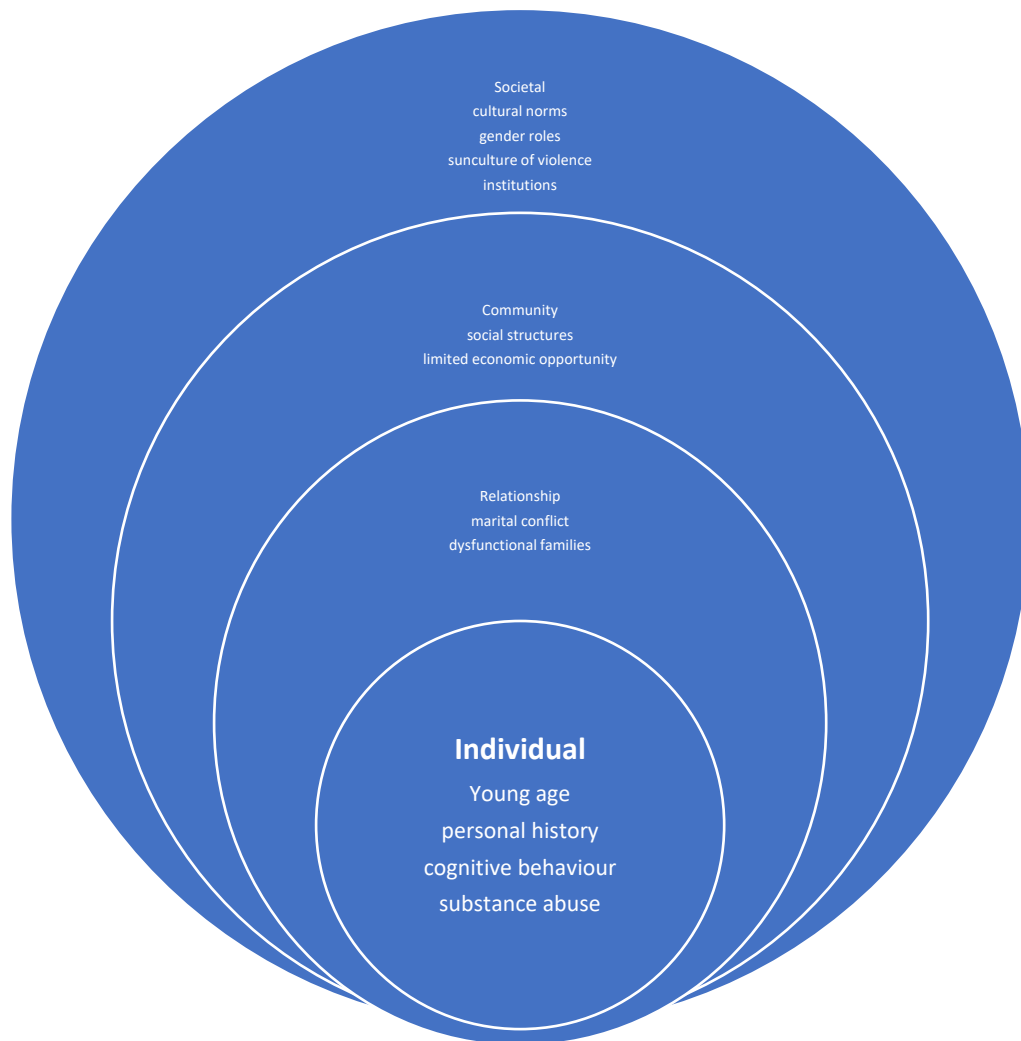 Societal
cultural norms
gender roles
sunculture of violence
institutions
Community
social structures
limited economic opportunity
Relationship
marital conflict
dysfunctional families
Individual
Young age
personal history
cognitive behaviour
substance abuse